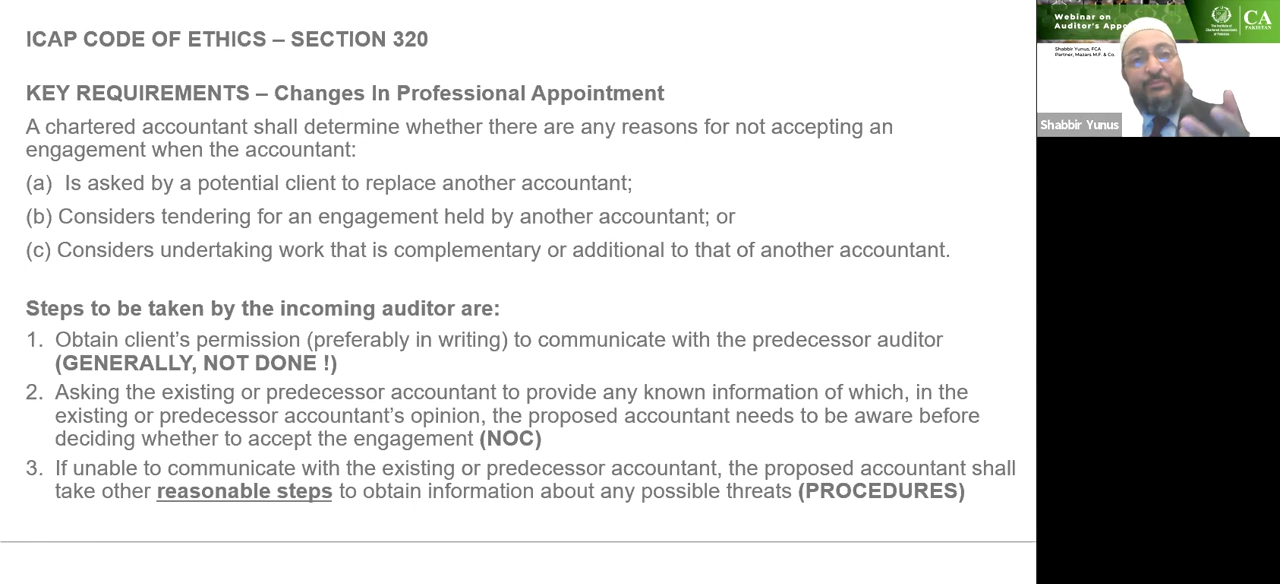 ICAP CODE OF ETHICS – SECTION 320
KEY REQUIREMENTS – Changes In Professional Appointment
A chartered accountant shall determine whether there are any reasons for not accepting an
engagement when the accountant:
(a) Is asked by a potential client to replace another accountant;
(b) Considers tendering for an engagement held by another accountant; or
(c) Considers undertaking work that is complementary or additional to that of another accountant.
Steps to be taken by the incoming auditor are:
1. Obtain client’s permission (preferably in writing) to communicate with the predecessor auditor
(GENERALLY, NOT DONE !)
2. Asking the existing or predecessor accountant to provide any known information of which, in the
existing or predecessor accountant’s opinion, the proposed accountant needs to be aware before
deciding whether to accept the engagement (NOC)
3. If unable to communicate with the existing or predecessor accountant, the proposed accountant shall
take other reasonable steps to obtain information about any possible threats (PROCEDURES)
Webinar on
Auditor's Appo
CA
PAKISTAN
Shabbir Yunus, FCA
Partner, Mazars M.F. & Co.
Shabbir Yunus